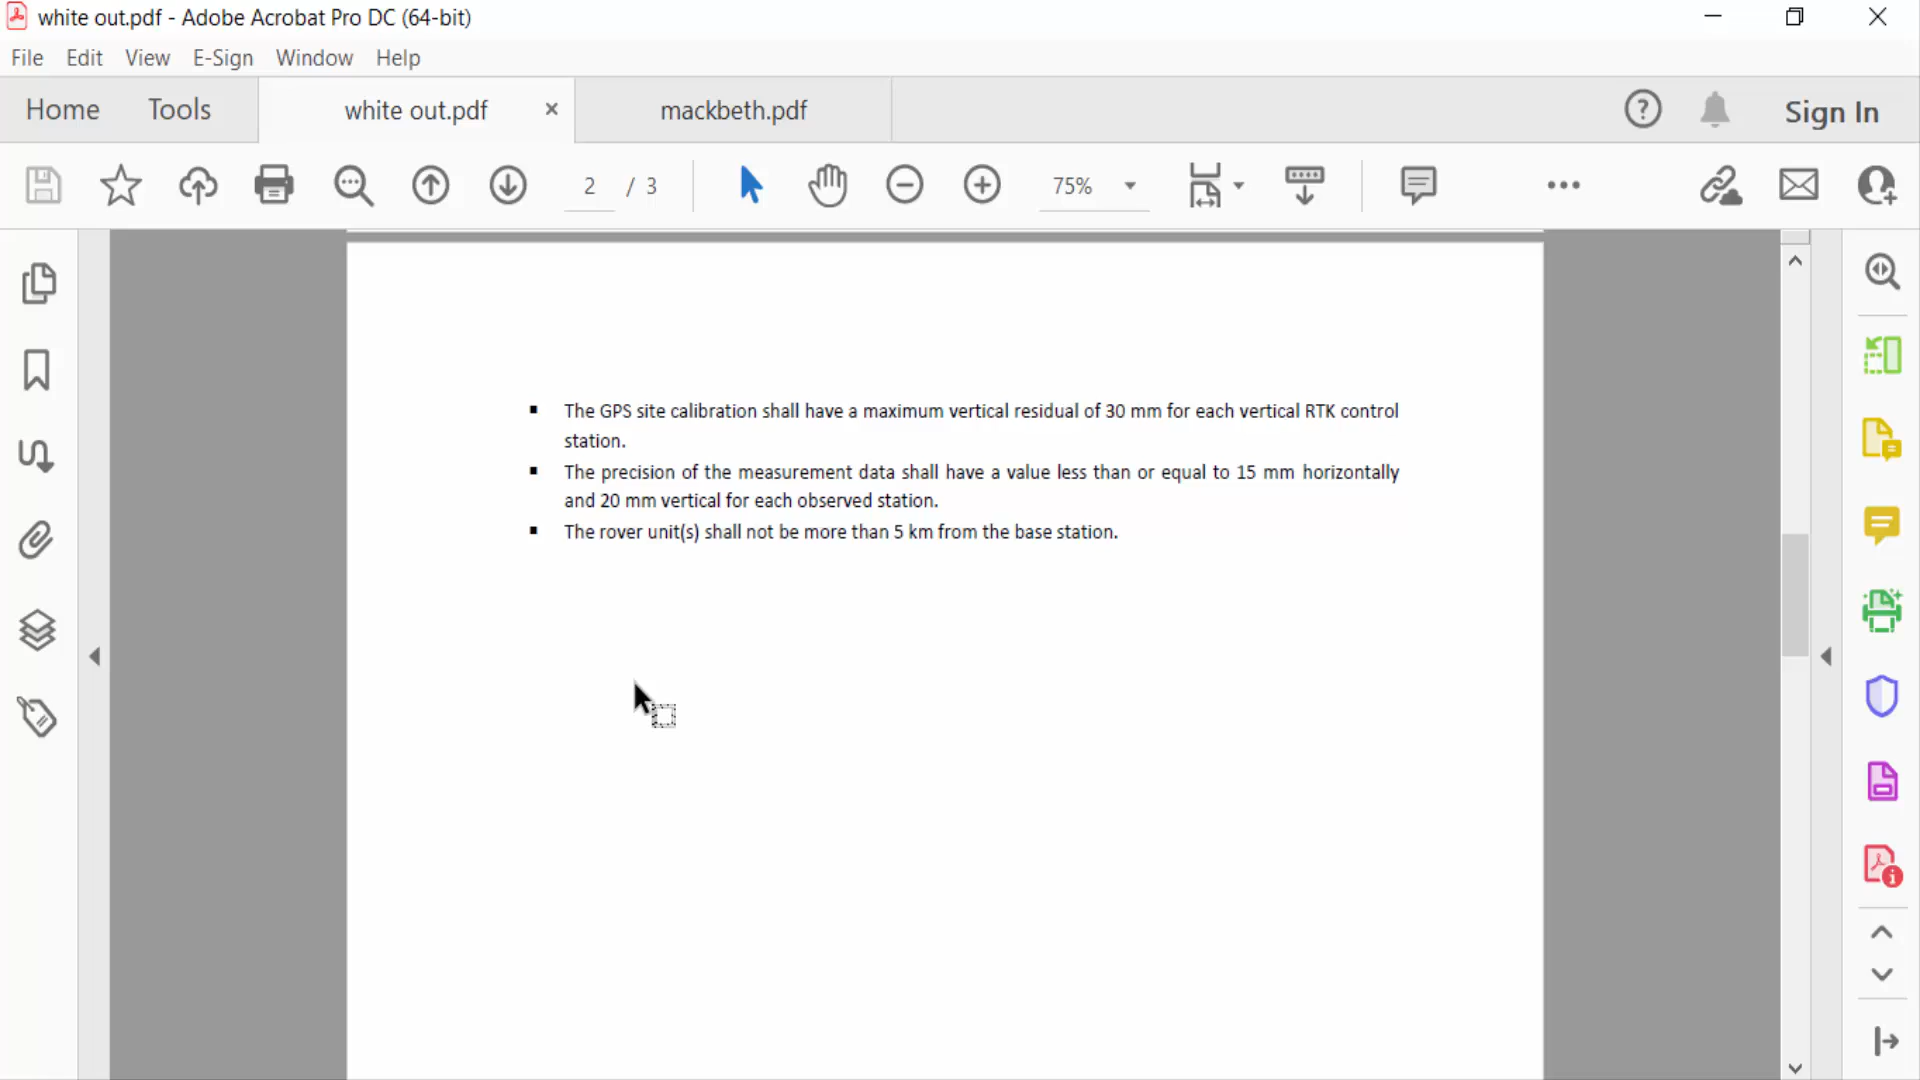 white out.pdf - Adobe Acrobat Pro DC (64-bit)
File Edit View E-Sign Window Help
Home Tools white out.pdf × mackbeth.pdf Sign In
2 / 3 75%
▪ The GPS site calibration shall have a maximum vertical residual of 30 mm for each vertical RTK control
station.
▪ The precision of the measurement data shall have a value less than or equal to 15 mm horizontally
and 20 mm vertical for each observed station.
▪ The rover unit(s) shall not be more than 5 km from the base station.